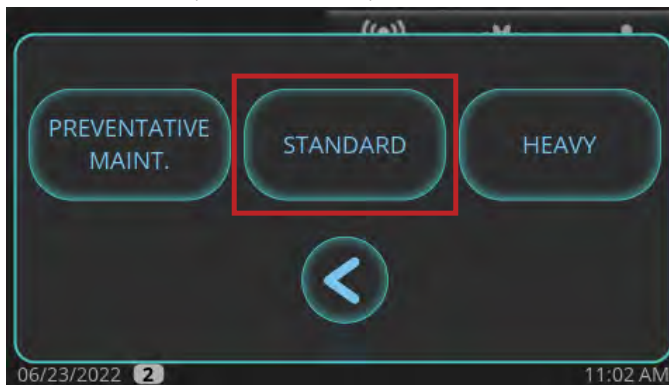 PREVENTATIVE
MAINT.
STANDARD
HEAVY
06/23/2022 2
11:02 AM